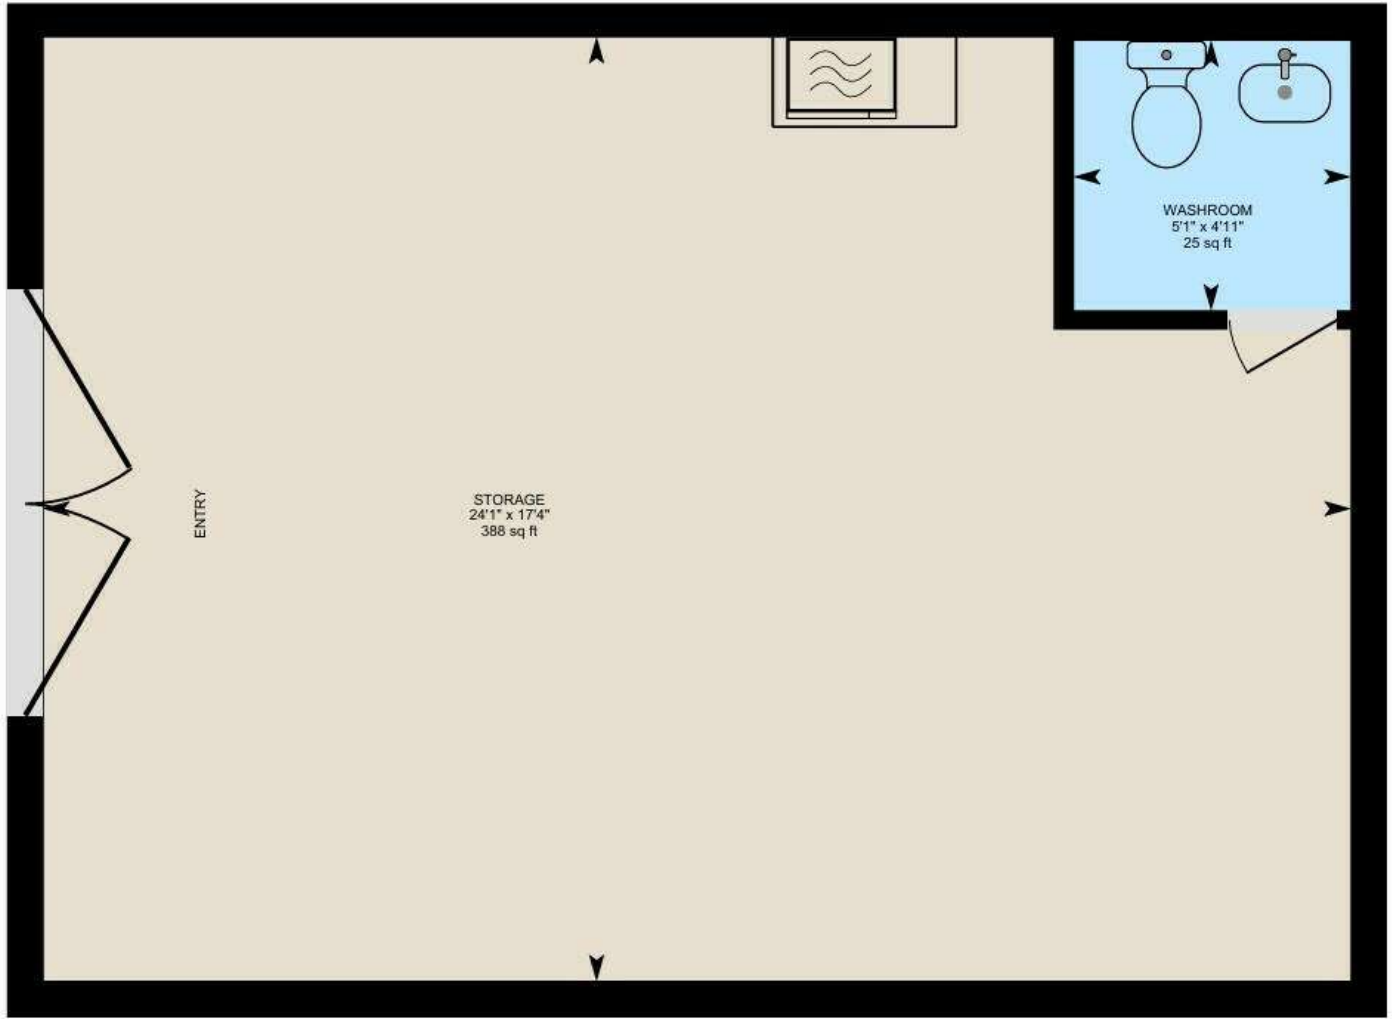 WASHROOM
5'1" x 4'11"
25 sq ft
ENTRY
STORAGE
24'1" x 17'4"
388 sq ft